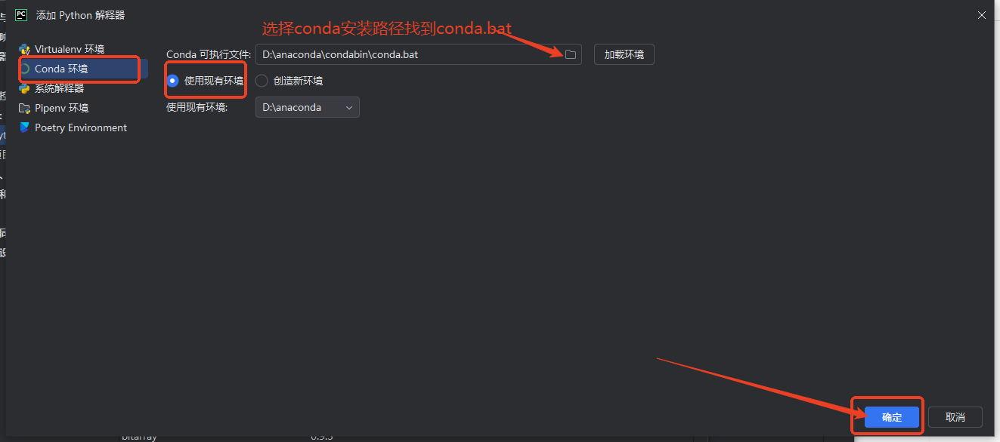 PC 添加 Python 解释器
选择conda安装路径找到conda.bat
Virtualenv 环境
Conda 环境
系统解释器
Pipenv 环境
Poetry Environment
Conda 可执行文件: D:\anaconda\condabin\conda.bat 加载环境
使用现有环境 创造新环境
使用现有环境: D:\anaconda
确定 取消
bitarray